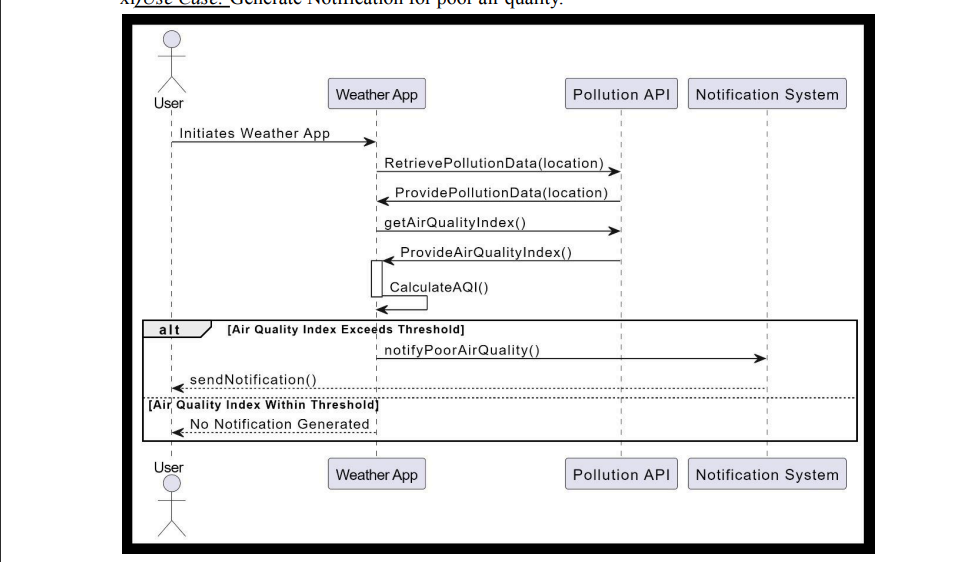 xi)Use Case: Generate Notification for poor air quality.
User
Weather App
Pollution API
Notification System
Initiates Weather App
RetrievePollutionData(location)
ProvidePollutionData(location)
getAirQualityIndex()
ProvideAirQualityIndex()
CalculateAQI()
alt
[Air Quality Index Exceeds Threshold]
notifyPoorAirQuality()
sendNotification()
[Air Quality Index Within Threshold]
No Notification Generated
User
Weather App
Pollution API
Notification System